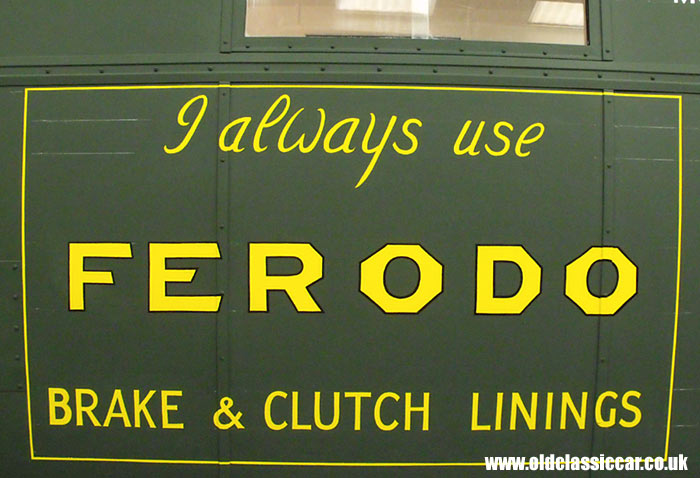 I always use
FERODO
BRAKE & CLUTCH LININGS
www.oldclassiccar.co.uk